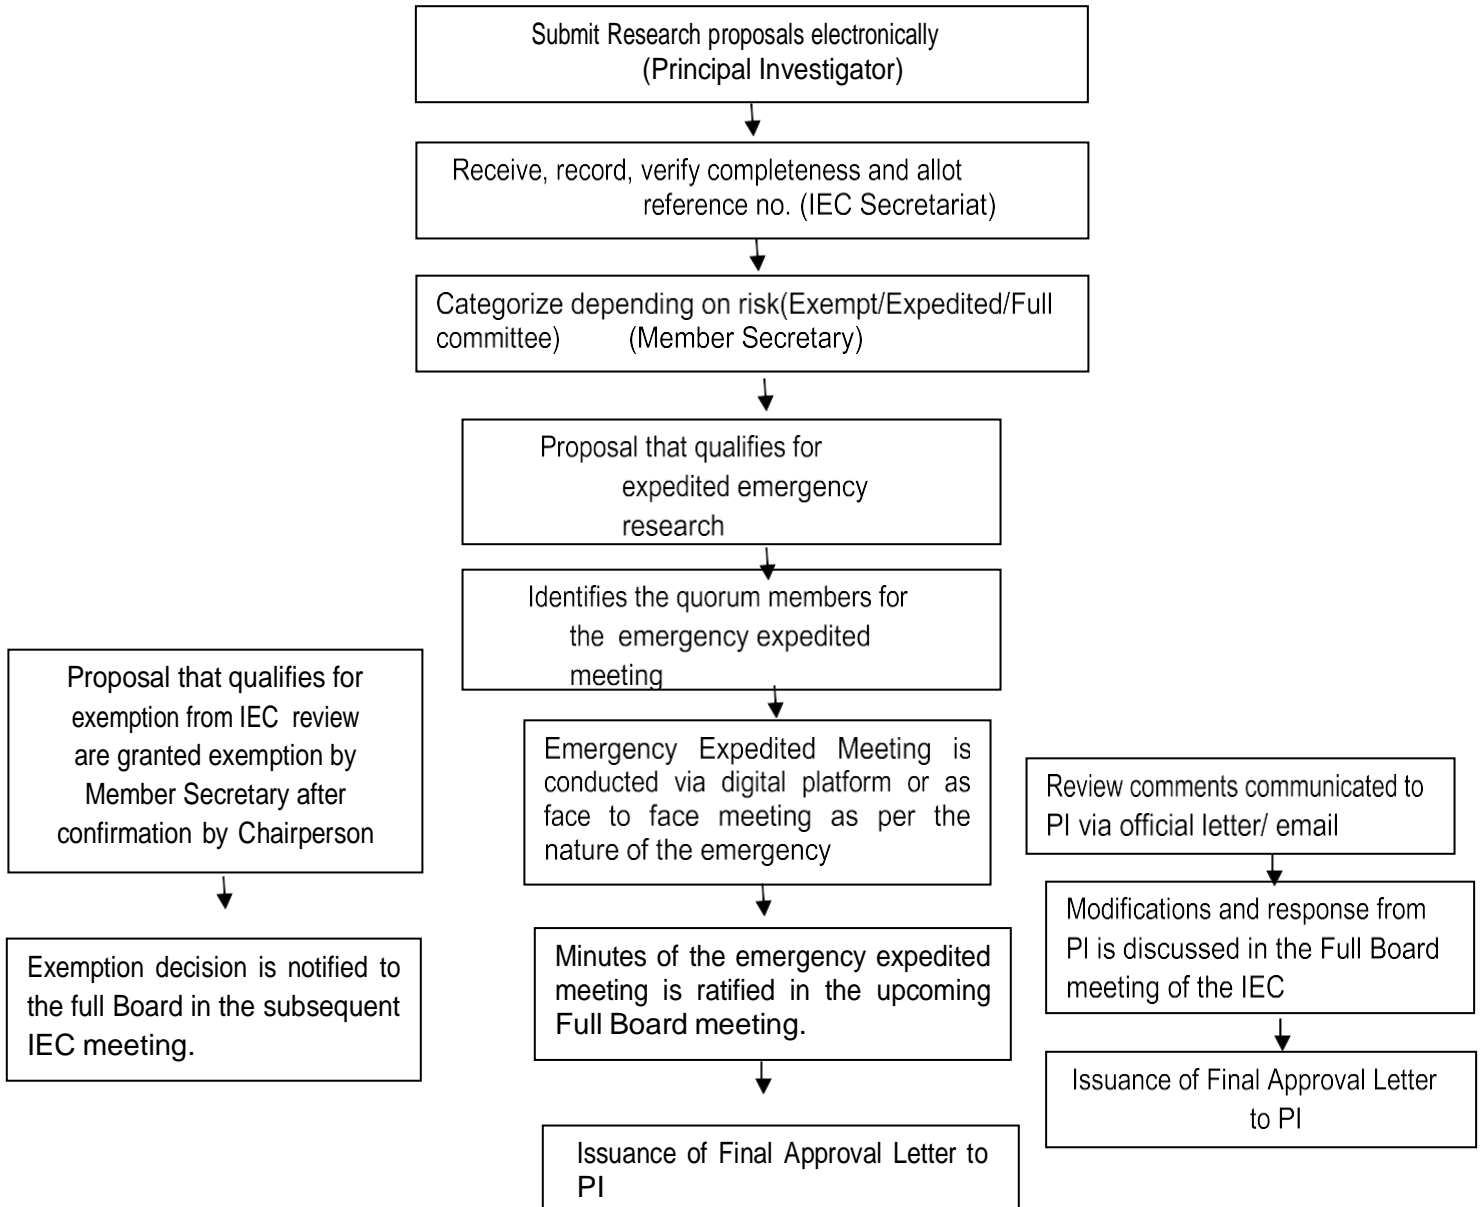 Submit Research proposals electronically
(Principal Investigator)
Receive, record, verify completeness and allot
reference no. (IEC Secretariat)
Categorize depending on risk(Exempt/Expedited/Full
committee) (Member Secretary)
Proposal that qualifies for
expedited emergency
research
Identifies the quorum members for
the emergency expedited
meeting
Proposal that qualifies for
exemption from IEC review
are granted exemption by
Member Secretary after
confirmation by Chairperson
Exemption decision is notified to
the full Board in the subsequent
IEC meeting.
Emergency Expedited Meeting is
conducted via digital platform or as
face to face meeting as per the
nature of the emergency
Minutes of the emergency expedited
meeting is ratified in the upcoming
Full Board meeting.
Issuance of Final Approval Letter to
PI
Review comments communicated to
PI via official letter/ email
Modifications and response from
PI is discussed in the Full Board
meeting of the IEC
Issuance of Final Approval Letter
to PI